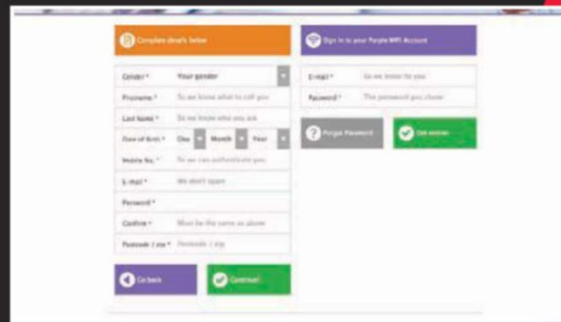 Complete details below
Gender * Your gender
Firstname * So we know what to call you
Last Name * So we know who you are
Date of Birth * Day Month Year
Mobile No. * So we can authenticate you
E-mail * We don't spam
Password *
Confirm * Must be the same as above
Postcode / zip * Postcode / zip
Go back
Continue!
Sign in to your Purple WiFi Account
E-mail * So we know its you
Password * The password you chose
Forgot Password
Get online